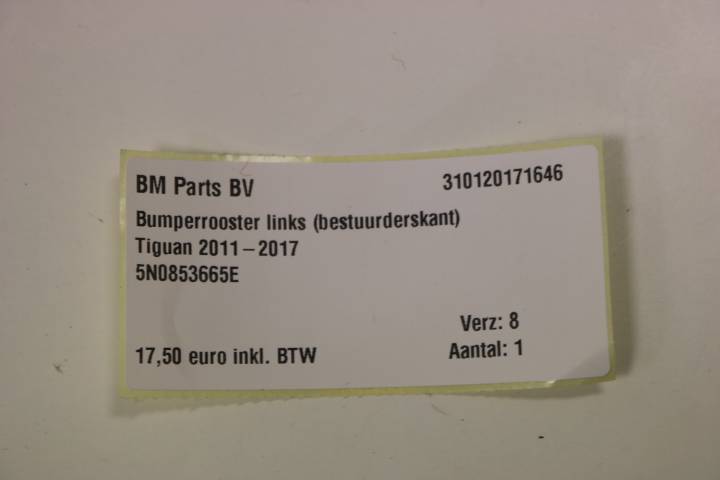 BM Parts BV 310120171646
Bumperrooster links (bestuurderskant)
Tiguan 2011–2017
5N0853665E
Verz: 8
17,50 euro inkl. BTW Aantal: 1